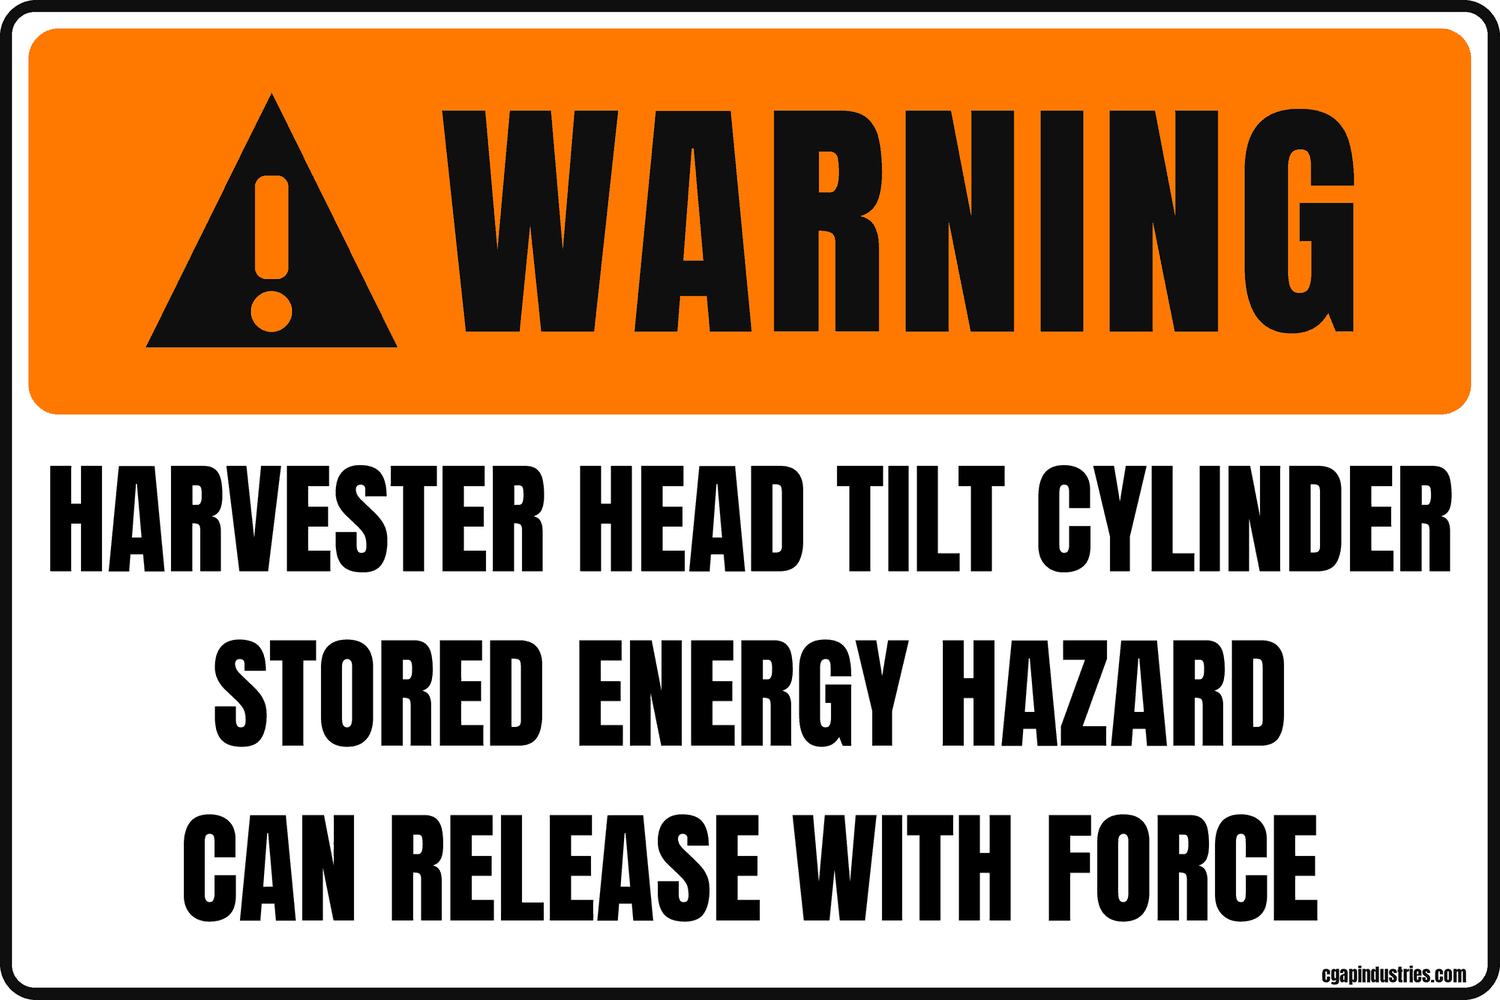 WARNING
HARVESTER HEAD TILT CYLINDER
STORED ENERGY HAZARD
CAN RELEASE WITH FORCE
cgapindustries.com